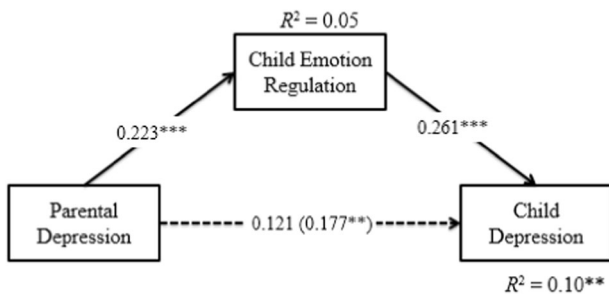 R² = 0.05
Child Emotion
Regulation
0.223***
0.261***
Parental
Depression
0.121 (0.177**)
Child
Depression
R² = 0.10**